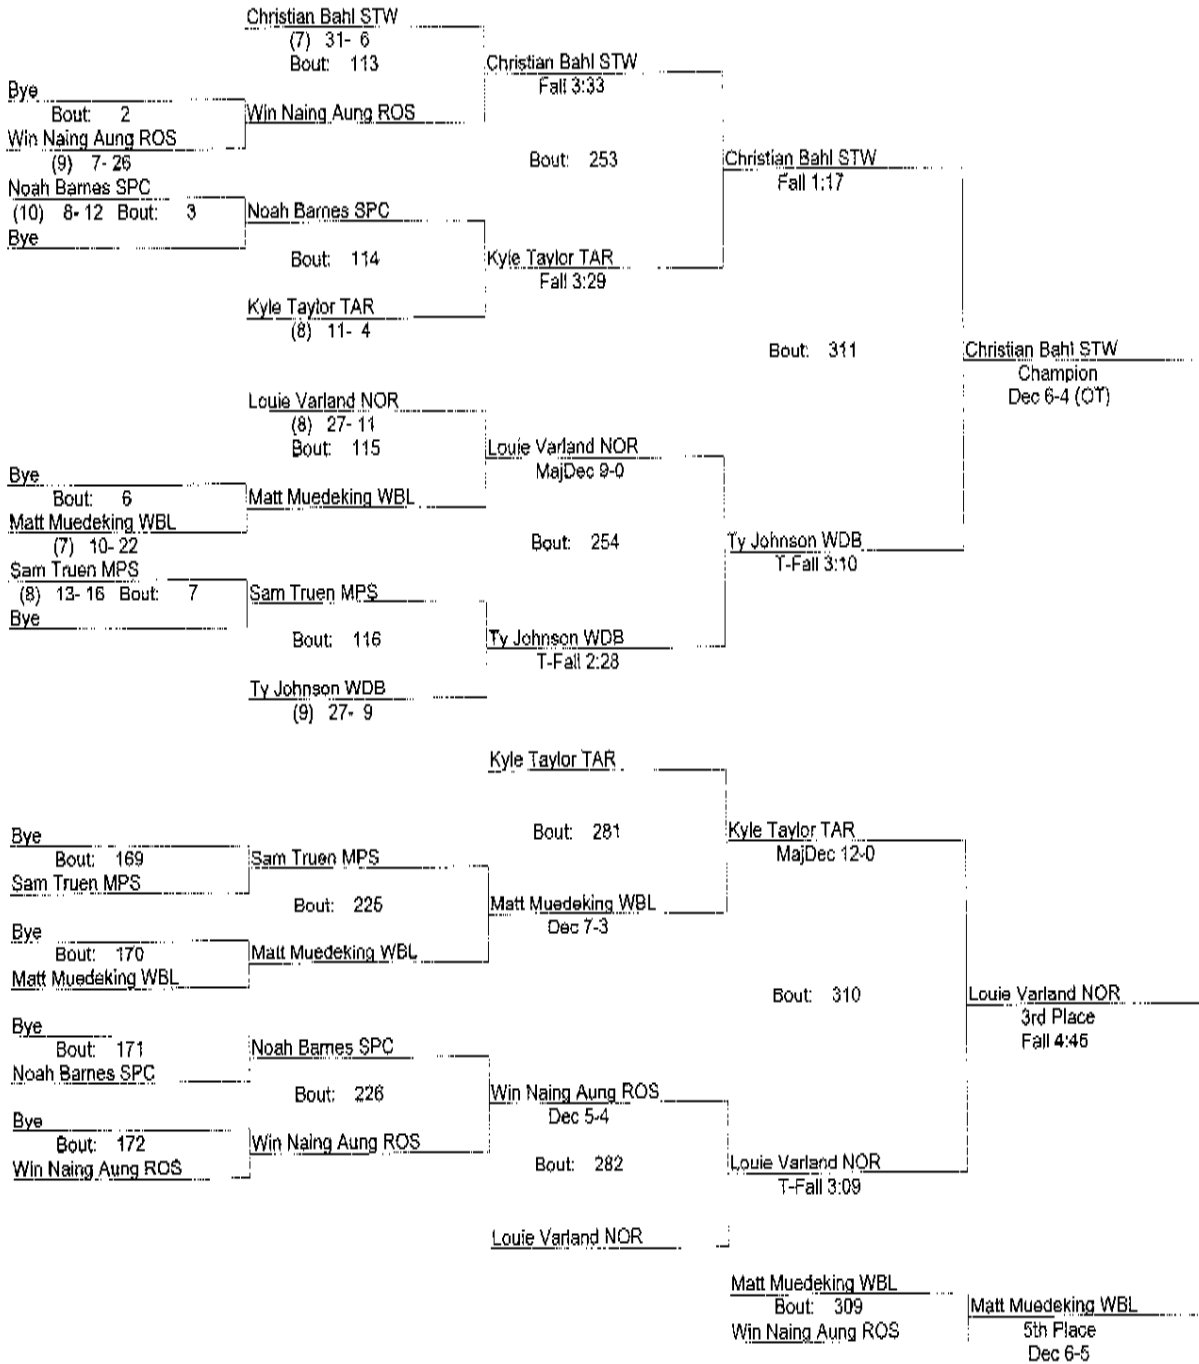 Christian Bahl STW
(7) 31- 6
Bout: 113
Christian Bahl STW
Fall 3:33
Bye
Bout: 2
Win Naing Aung ROS
Win Naing Aung ROS
(9) 7- 26
Bout: 253
Christian Bahl STW
Fall 1:17
Noah Barnes SPC
(10) 8- 12 Bout: 3
Noah Barnes SPC
Bye
Bout: 114
Kyle Taylor TAR
Fall 3:29
Kyle Taylor TAR
(8) 11- 4
Bout: 311
Christian Bahl STW
Champion
Dec 6-4 (OT)
Louie Varland NOR
(8) 27- 11
Bout: 115
Louie Varland NOR
MajDec 9-0
Bye
Bout: 6
Matt Muedeking WBL
Matt Muedeking WBL
(7) 10- 22
Bout: 254
Ty Johnson WDB
T-Fall 3:10
Sam Truen MPS
(8) 13- 16 Bout: 7
Sam Truen MPS
Bye
Bout: 116
Ty Johnson WDB
T-Fall 2:28
Ty Johnson WDB
(9) 27- 9
Kyle Taylor TAR
Bout: 281
Kyle Taylor TAR
MajDec 12-0
Bye
Bout: 169
Sam Truen MPS
Sam Truen MPS
Bout: 225
Matt Muedeking WBL
Dec 7-3
Bye
Bout: 170
Matt Muedeking WBL
Matt Muedeking WBL
Bout: 310
Louie Varland NOR
3rd Place
Fall 4:45
Bye
Bout: 171
Noah Barnes SPC
Noah Barnes SPC
Bout: 226
Win Naing Aung ROS
Dec 5-4
Bye
Bout: 172
Win Naing Aung ROS
Win Naing Aung ROS
Bout: 282
Louie Varland NOR
T-Fall 3:09
Louie Varland NOR
Matt Muedeking WBL
Bout: 309
Win Naing Aung ROS
Matt Muedeking WBL
5th Place
Dec 6-5